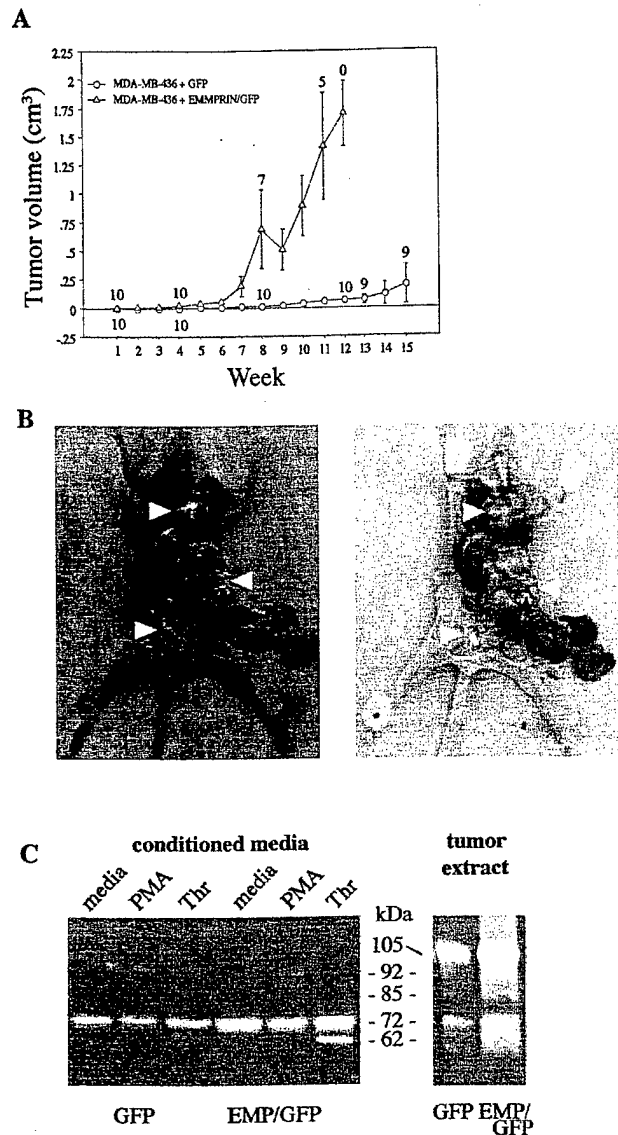 A
Tumor volume (cm³)
2.25
2
1.75
1.5
1.25
1
.75
.5
.25
0
-.25
MDA-MB-436 + GFP
MDA-MB-436 + EMMPRIN/GFP
10
10
10
10
7
10
5
0
10
9
9
1 2 3 4 5 6 7 8 9 10 11 12 13 14 15
Week
B
C
conditioned media
tumor
extract
media PMA Thr media PMA Thr
kDa
105
- 92 -
- 85 -
- 72 -
- 62 -
GFP
EMP/GFP
GFP EMP/
GFP